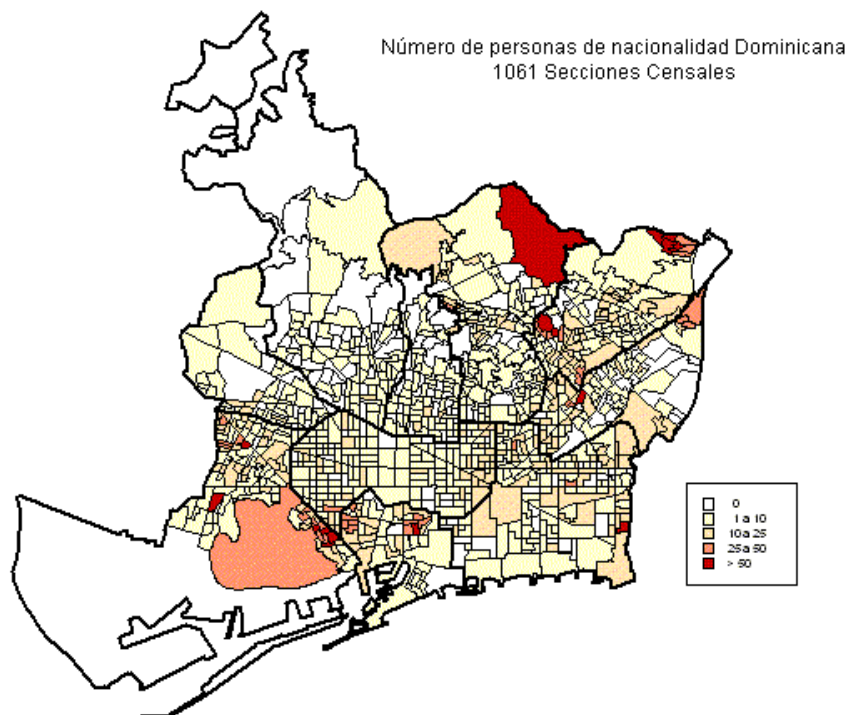 Número de personas de nacionalidad Dominicana
1061 Secciones Censales
0
1 a 10
10 a 25
25 a 50
> 50